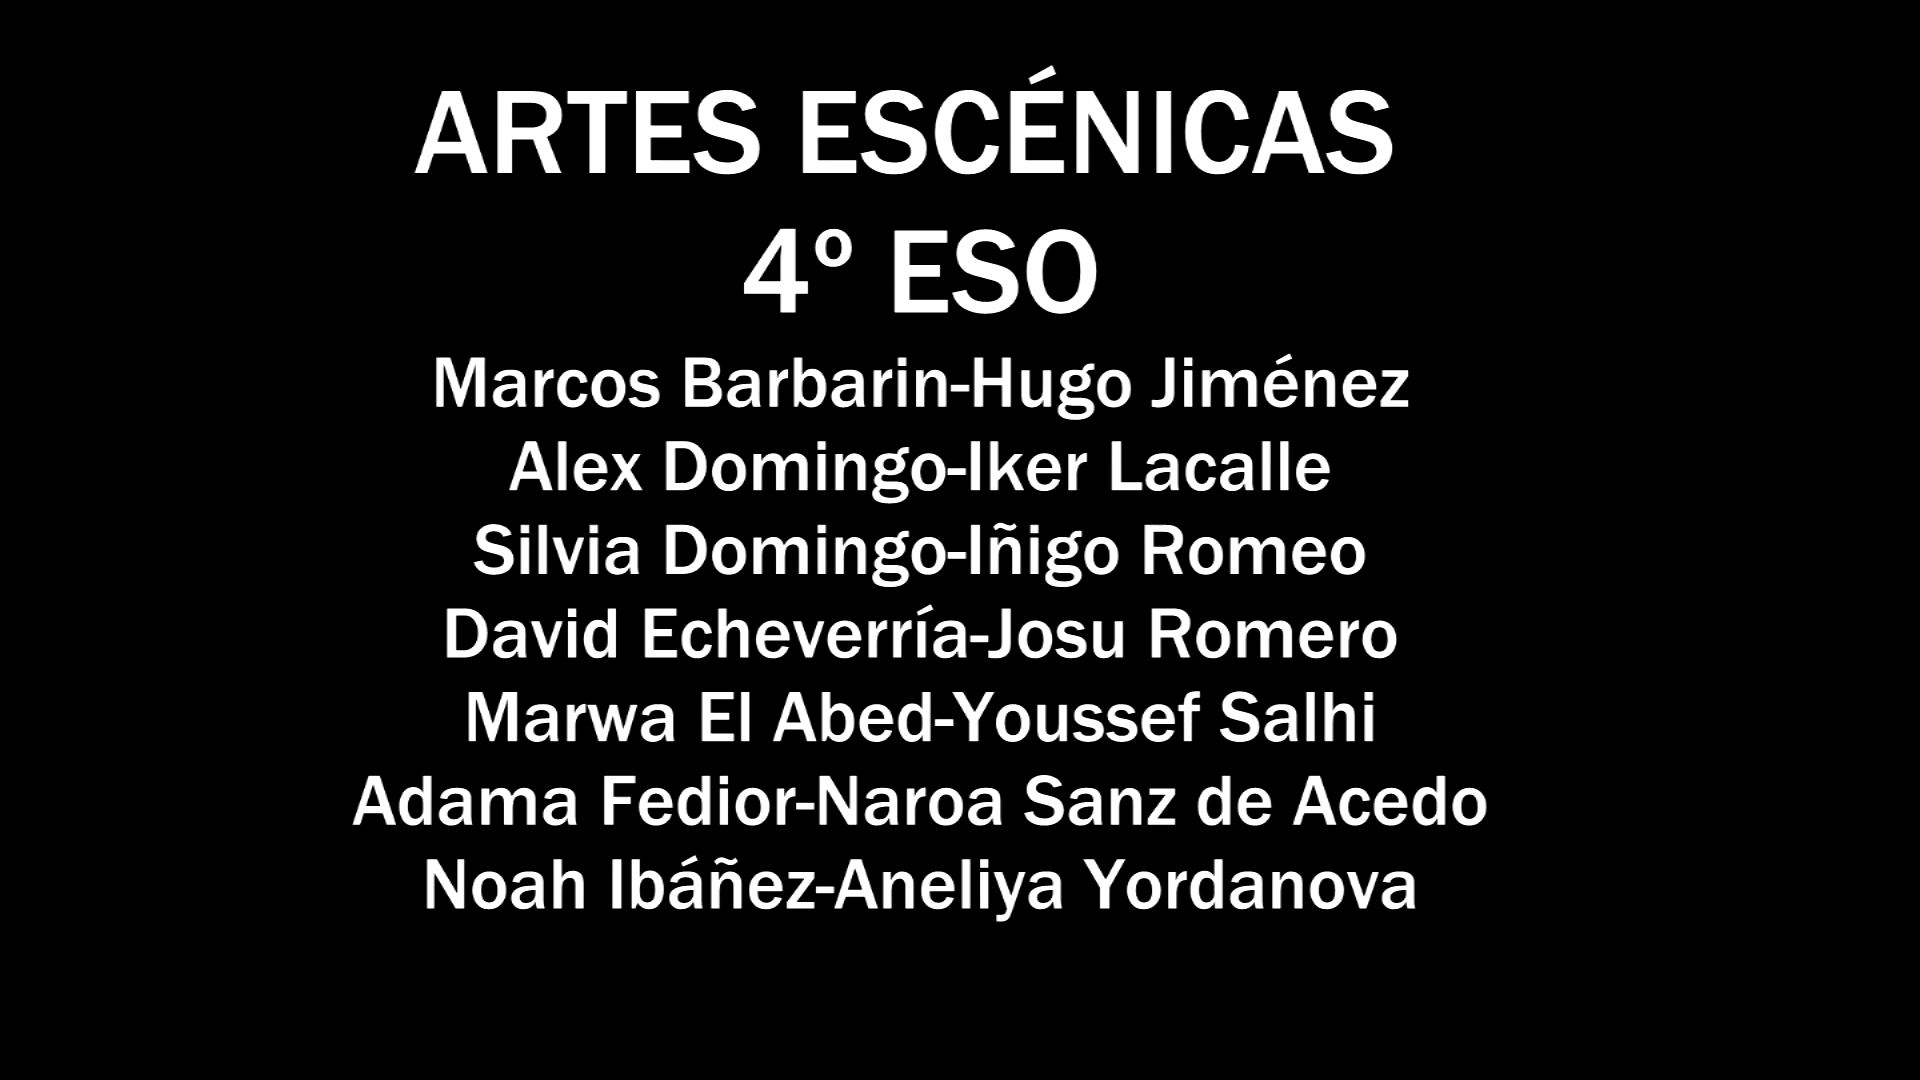 ARTES ESCÉNICAS
4º ESO
Marcos Barbarin-Hugo Jiménez
Alex Domingo-Iker Lacalle
Silvia Domingo-Iñigo Romeo
David Echeverría-Josu Romero
Marwa El Abed-Youssef Salhi
Adama Fedior-Naroa Sanz de Acedo
Noah Ibáñez-Aneliya Yordanova